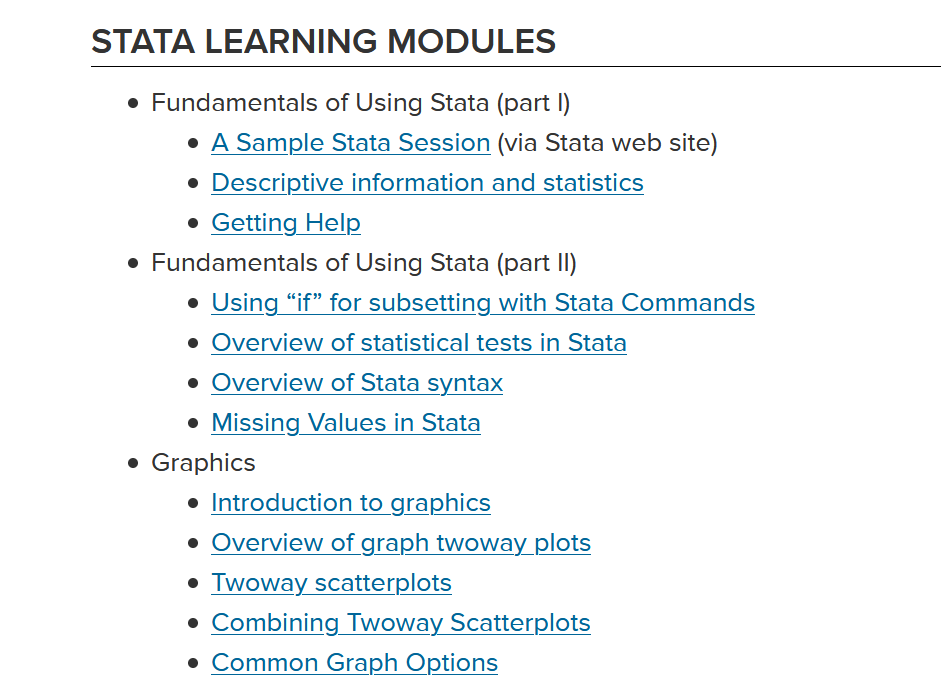 STATA LEARNING MODULES
Fundamentals of Using Stata (part I)
A Sample Stata Session (via Stata web site)
Descriptive information and statistics
Getting Help
Fundamentals of Using Stata (part II)
Using “if” for subsetting with Stata Commands
Overview of statistical tests in Stata
Overview of Stata syntax
Missing Values in Stata
Graphics
Introduction to graphics
Overview of graph twoway plots
Twoway scatterplots
Combining Twoway Scatterplots
Common Graph Options